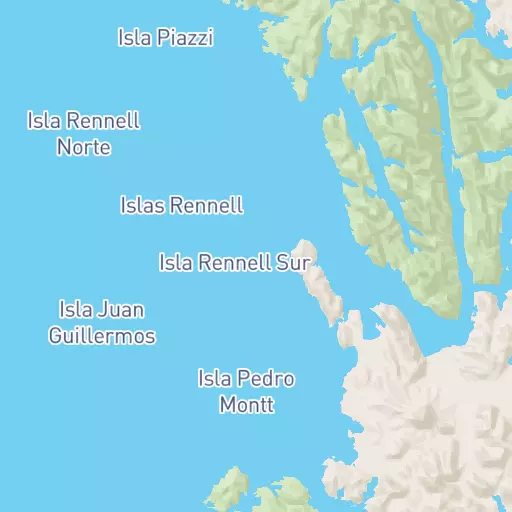 Isla Piazzi
Isla Rennell
Norte
Islas Rennell
Isla Rennell Sur
Isla Juan
Guillermos
Isla Pedro
Montt